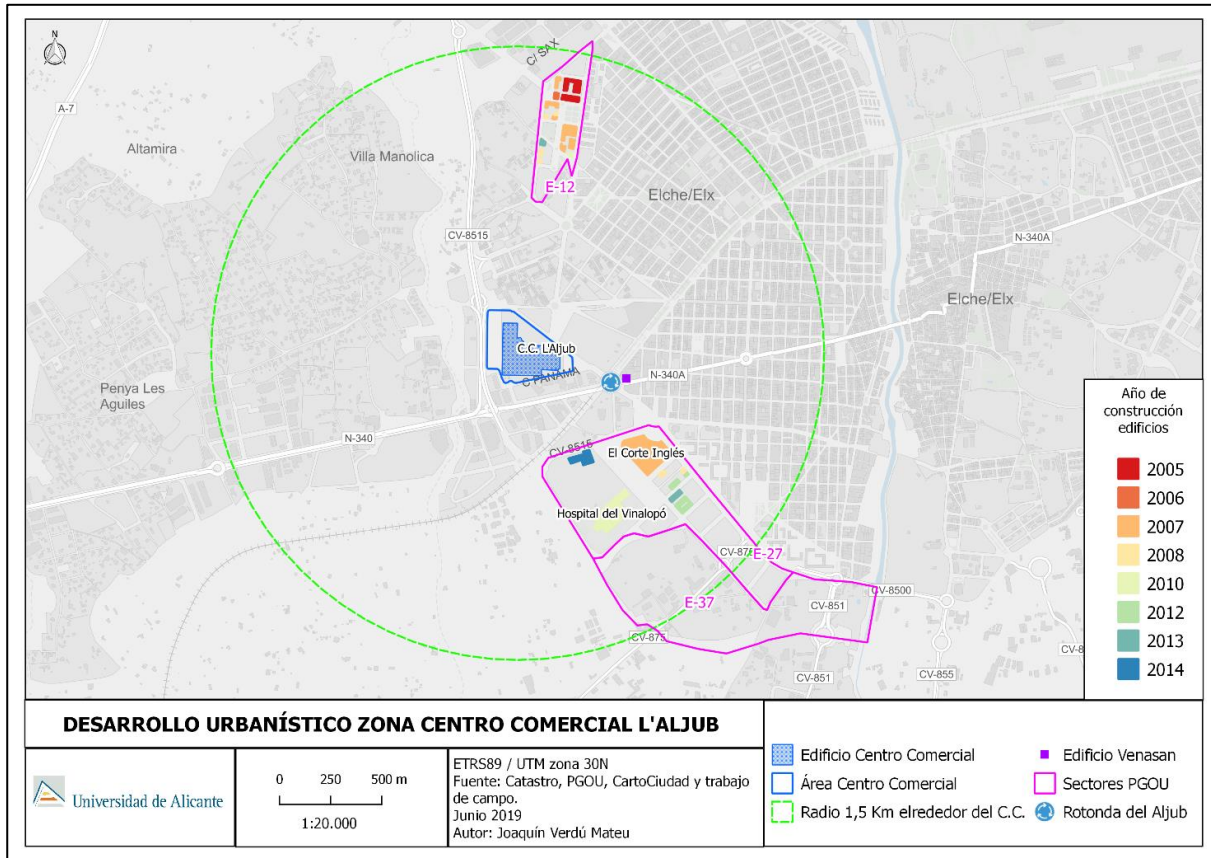 N
C/ SAX
A-7
Altamira
Villa Manolica
E-12
Elche/Elx
CV-8515
N-340A
Elche/Elx
C.C. L'Aljub
C PANAMA
N-340A
Penya Les
Aguiles
N-340
CV-8515
El Corte Inglés
Hospital del Vinalopó
CV-875
E-27
E-37
CV-8500
CV-851
CV-875
CV-851
CV-855
CV-8
Año de
construcción
edificios
2005
2006
2007
2008
2010
2012
2013
2014
DESARROLLO URBANÍSTICO ZONA CENTRO COMERCIAL L'ALJUB
Universidad de Alicante
0 250 500 m
1:20.000
ETRS89 / UTM zona 30N
Fuente: Catastro, PGOU, CartoCiudad y trabajo
de campo.
Junio 2019
Autor: Joaquín Verdú Mateu
Edificio Centro Comercial
Área Centro Comercial
Radio 1,5 Km elrededor del C.C.
Edificio Venasan
Sectores PGOU
Rotonda del Aljub